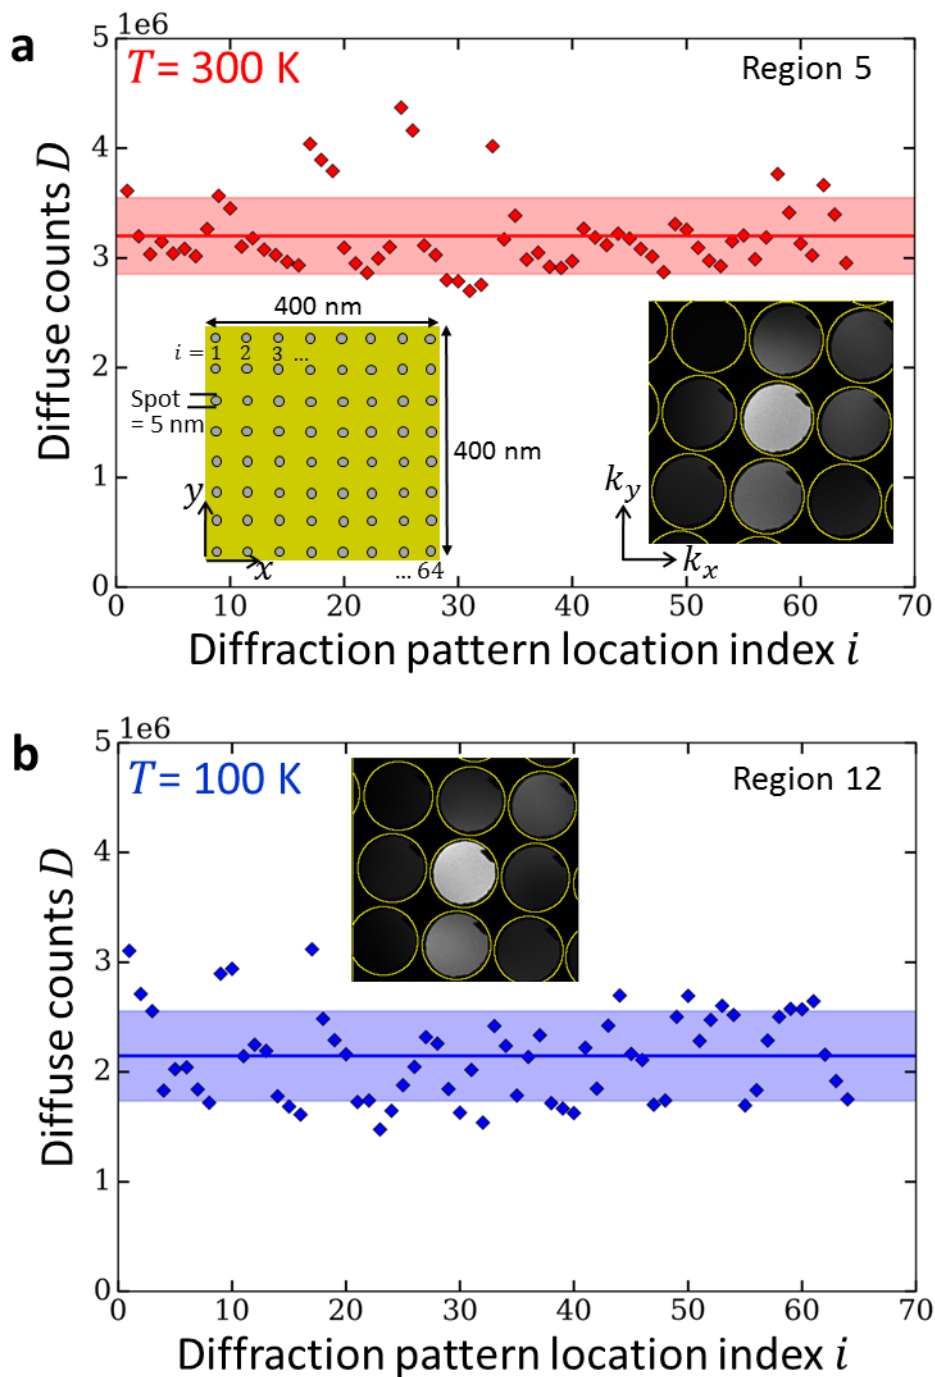 a
1e6
T = 300 K
Region 5
Diffuse counts D
5
4
3
2
1
0
400 nm
i = 1 2 3 ...
Spot
= 5 nm
400 nm
y
x
... 64
k_y
k_x
0 10 20 30 40 50 60 70
Diffraction pattern location index i
b
1e6
T = 100 K
Region 12
Diffuse counts D
5
4
3
2
1
0
0 10 20 30 40 50 60 70
Diffraction pattern location index i